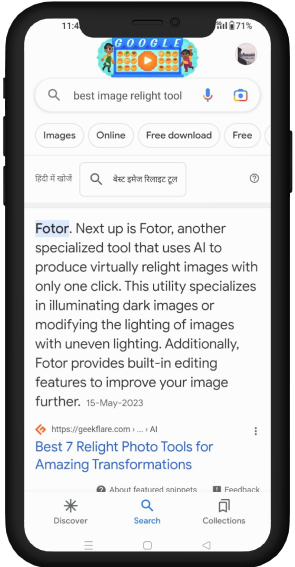 71%
GOOGLE
best image relight tool
Images Online Free download Free
हिंदी में खोजें बेस्ट इमेज रिलाइट टूल
Fotor. Next up is Fotor, another
specialized tool that uses AI to
produce virtually relight images with
only one click. This utility specializes
in illuminating dark images or
modifying the lighting of images
with uneven lighting. Additionally,
Fotor provides built-in editing
features to improve your image
further. 15-May-2023
https://geekflare.com › ... › AI
Best 7 Relight Photo Tools for
Amazing Transformations
About featured snippets Feedback
Discover Search Collections